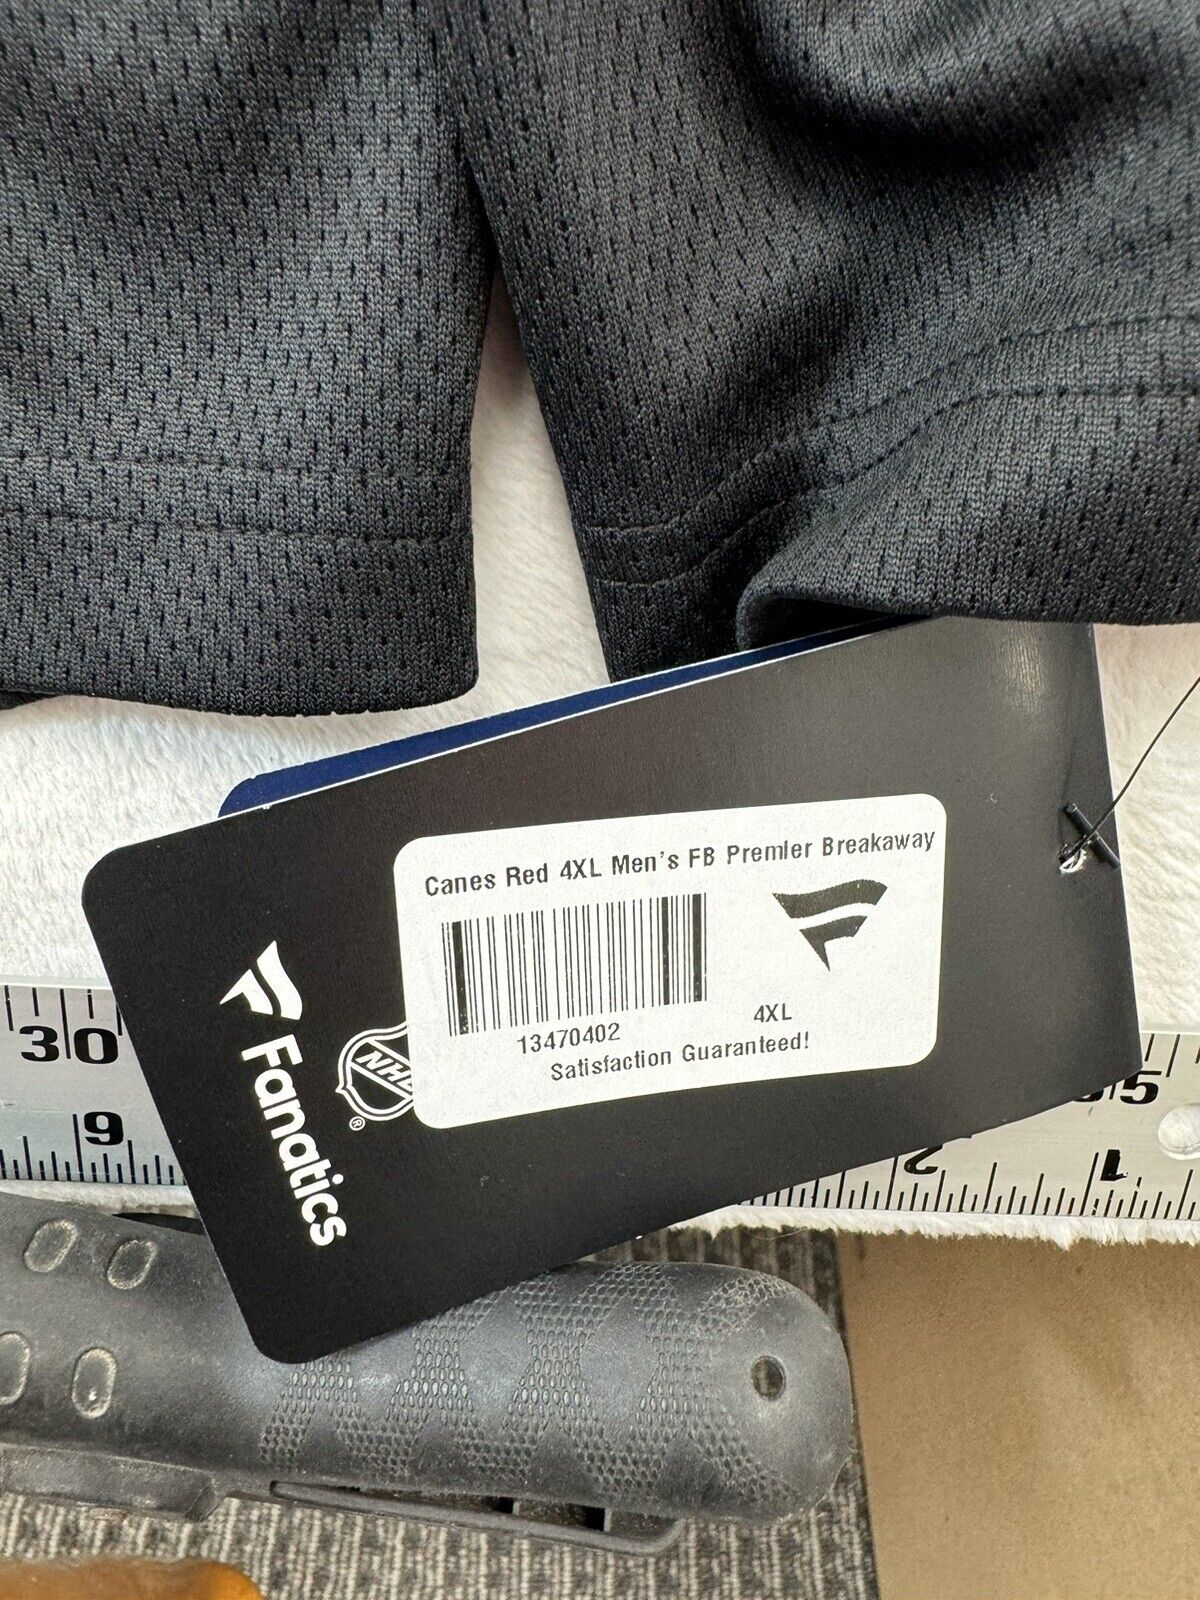 Canes Red 4XL Men's FB Premier Breakaway
13470402
4XL
Satisfaction Guaranteed!
Fanatics
NHL
®
30
9
5
2
1